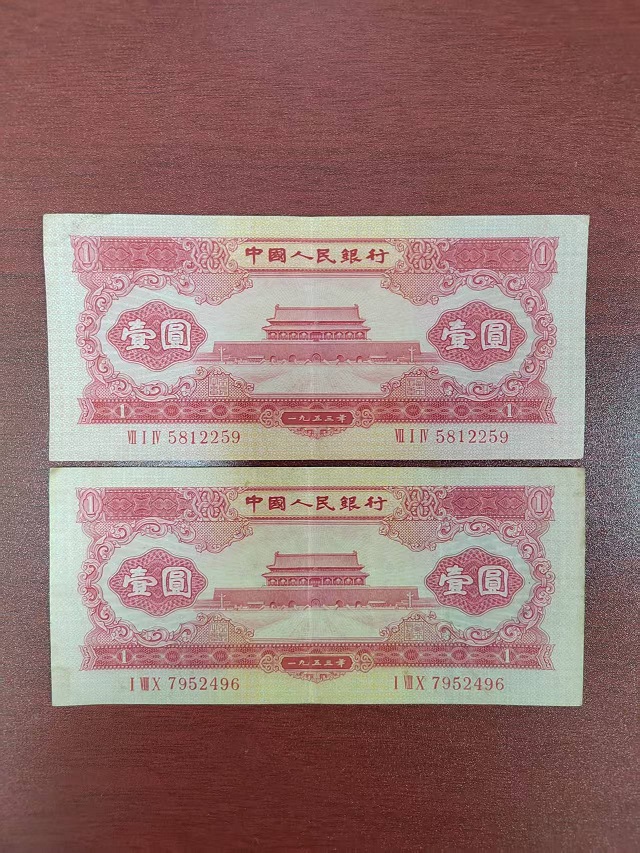 1 中國人民銀行 1
壹圓 壹圓
1 一九五三年 1
VII I IV 5812259 VII I IV 5812259
1 中國人民銀行 1
壹圓 壹圓
1 一九五三年 1
I VIII X 7952496 I VIII X 7952496